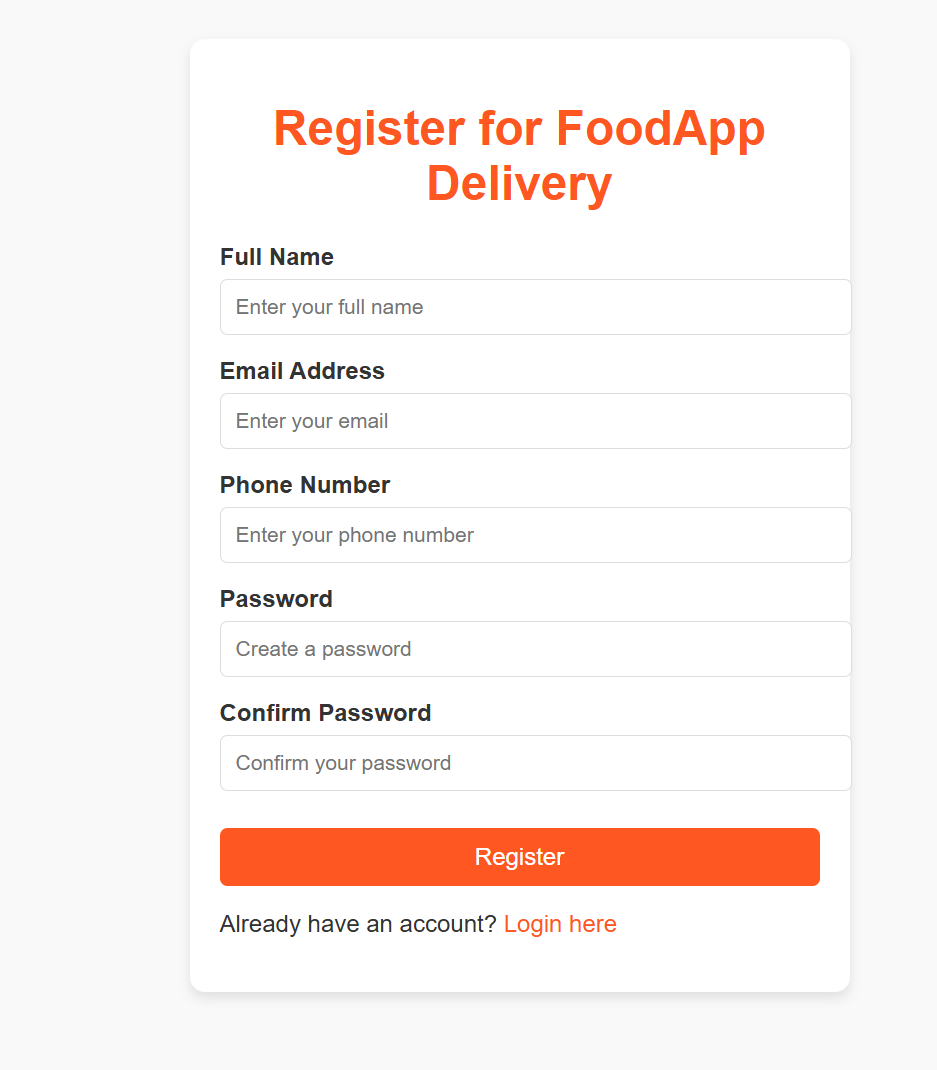 Register for FoodApp
Delivery
Full Name
Enter your full name
Email Address
Enter your email
Phone Number
Enter your phone number
Password
Create a password
Confirm Password
Confirm your password
Register
Already have an account? Login here